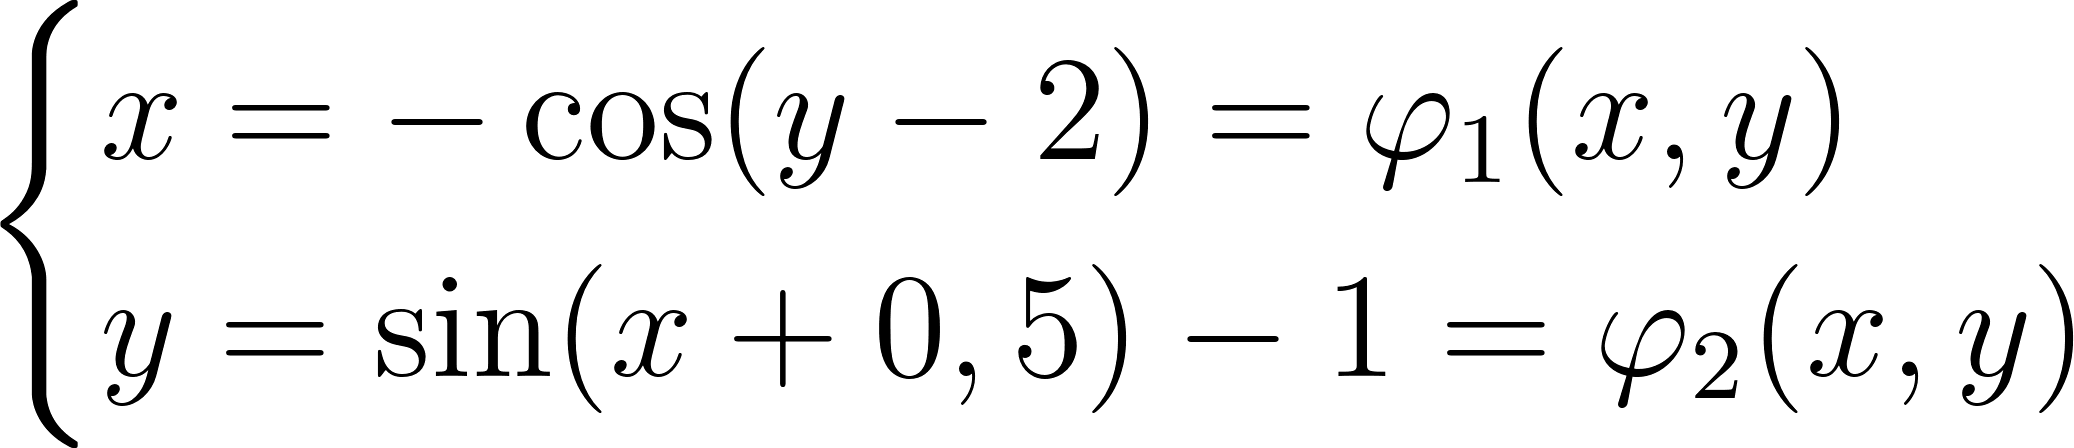 x = − cos(y − 2) = φ₁(x, y)
y = sin(x + 0, 5) − 1 = φ₂(x, y)